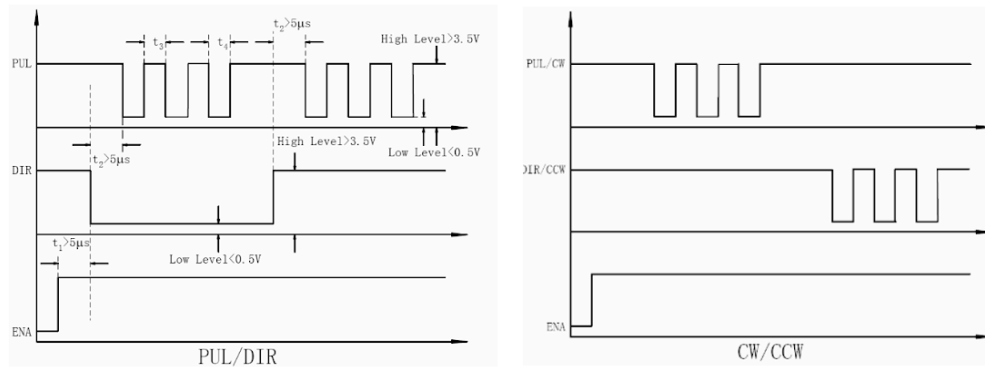 t2>5μs
t3
t4
High Level>3.5V
PUL
t2>5μs
High Level>3.5V
Low Level<0.5V
DIR
t1>5μs
Low Level<0.5V
ENA
PUL/DIR
PUL/CW
DIR/CCW
ENA
CW/CCW